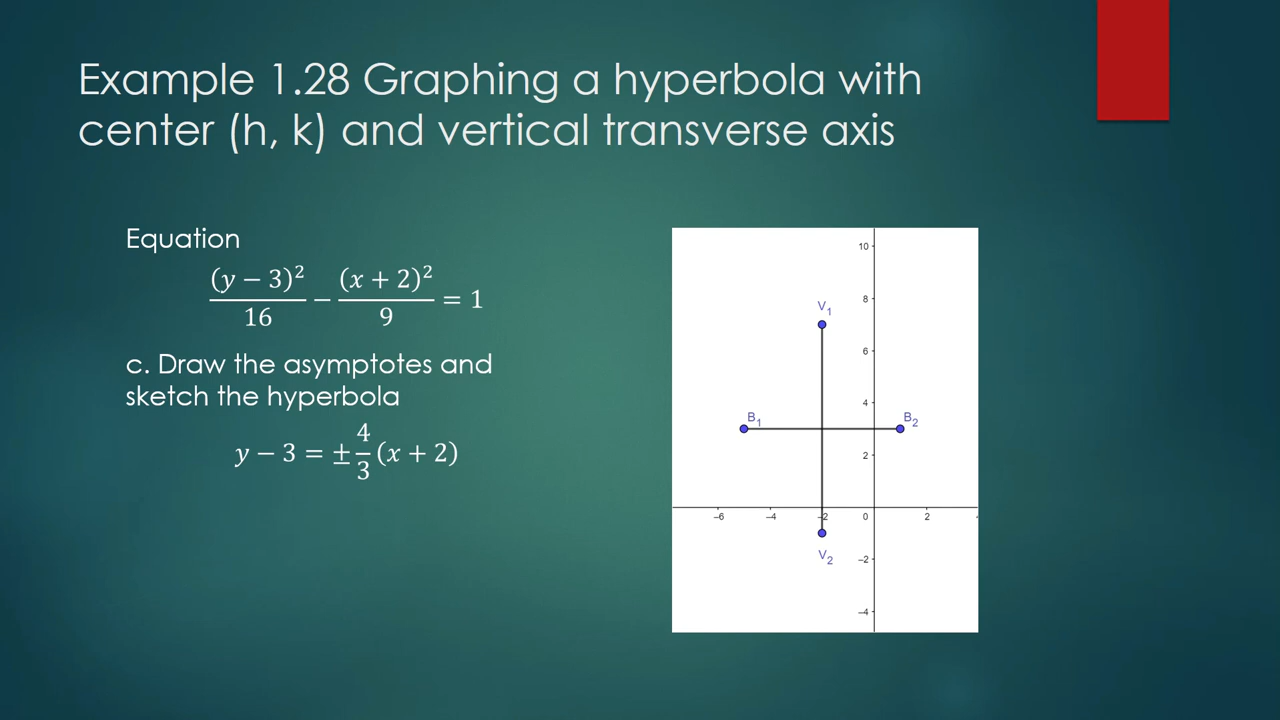 Example 1.28 Graphing a hyperbola with
center (h, k) and vertical transverse axis
Equation
(y − 3)²/16 − (x + 2)²/9 = 1
c. Draw the asymptotes and
sketch the hyperbola
y − 3 = ±4/3(x + 2)
10
8
V₁
6
4
B₁ B₂
2
−6 −4 −2 0 2
V₂
−2
−4